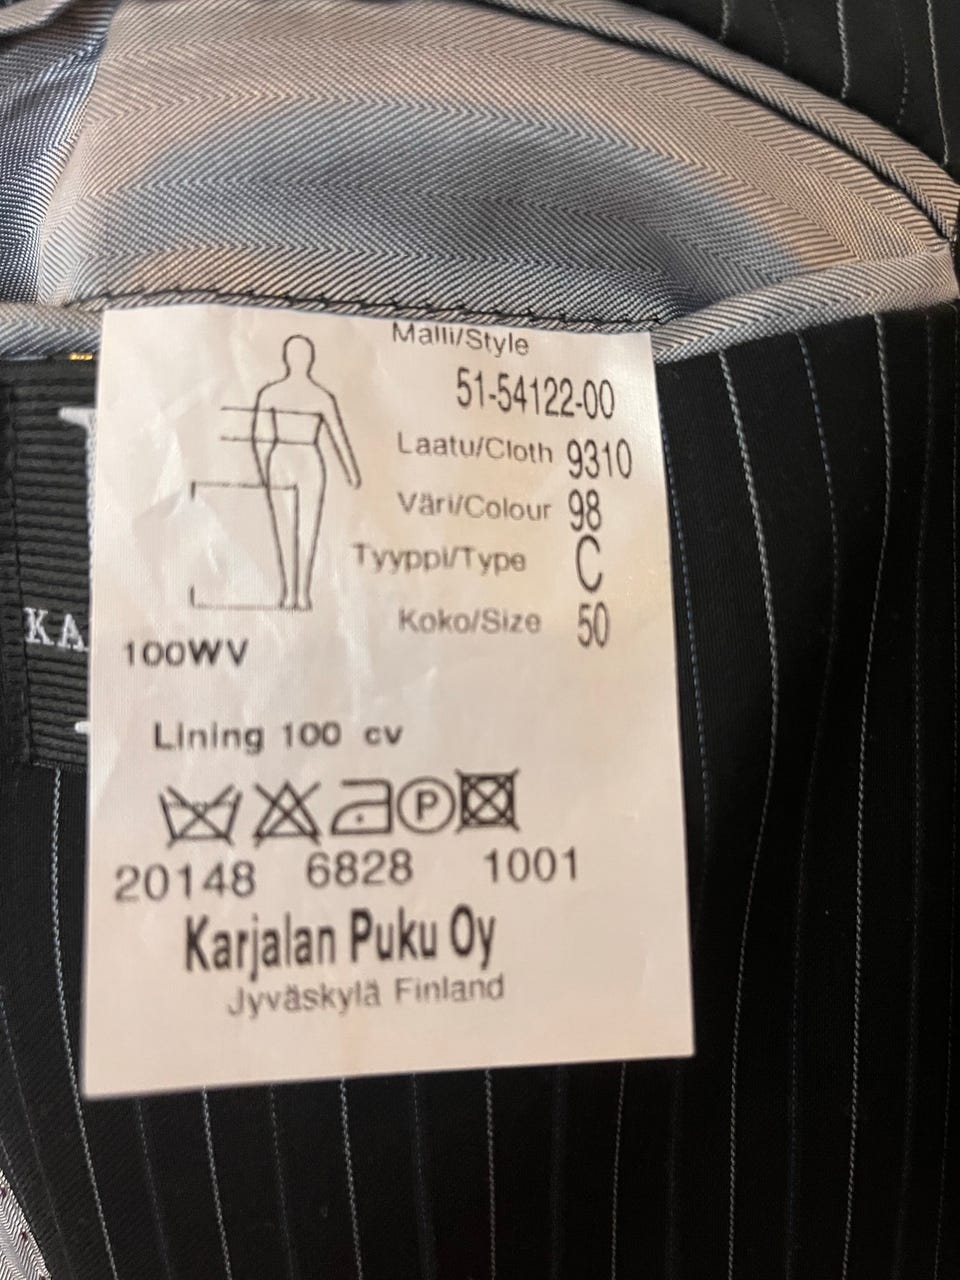 Malli/Style
51-54122-00
Laatu/Cloth 9310
Väri/Colour 98
Tyyppi/Type C
Koko/Size 50
100WV
Lining 100 cv
P
20148 6828 1001
Karjalan Puku Oy
Jyväskylä Finland
KA